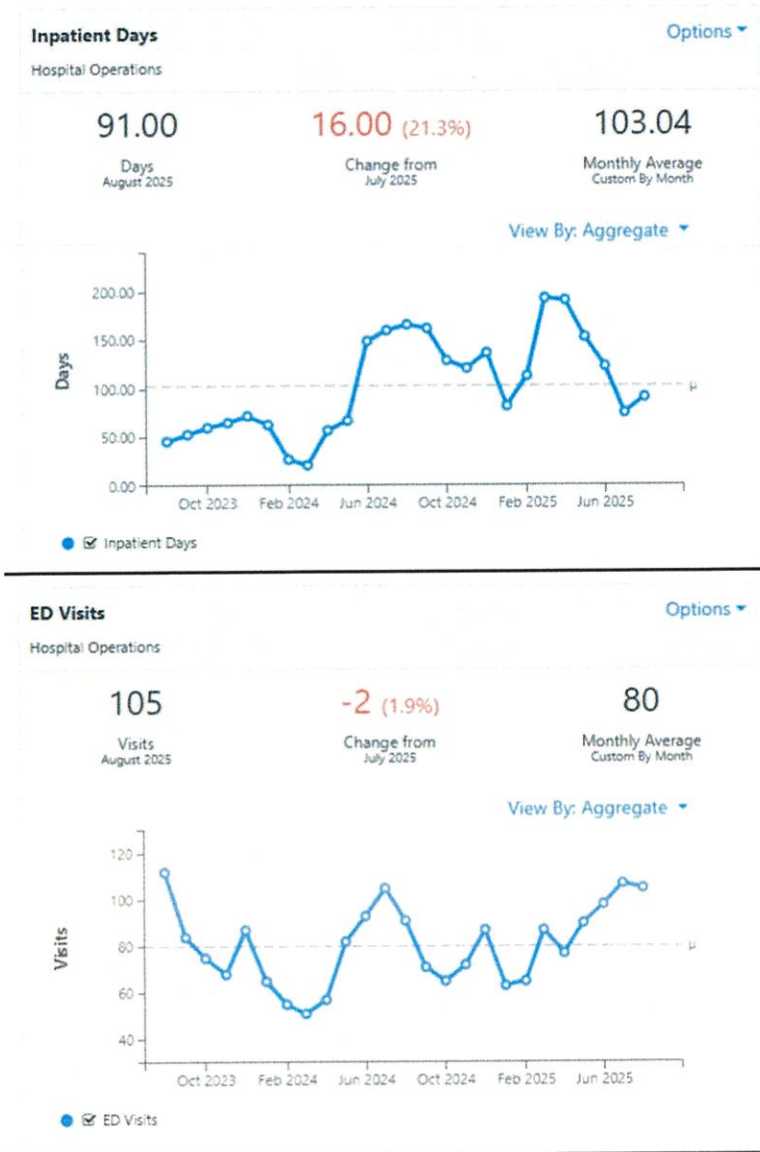 Inpatient Days Options
Hospital Operations
91.00 16.00 (21.3%) 103.04
Days Change from Monthly Average
August 2025 July 2025 Custom By Month
View By: Aggregate
200.00
150.00
100.00 μ
50.00
0.00
Days
Oct 2023 Feb 2024 Jun 2024 Oct 2024 Feb 2025 Jun 2025
Inpatient Days
ED Visits Options
Hospital Operations
105 -2 (1.9%) 80
Visits Change from Monthly Average
August 2025 July 2025 Custom By Month
View By: Aggregate
120
100
80 μ
60
40
Visits
Oct 2023 Feb 2024 Jun 2024 Oct 2024 Feb 2025 Jun 2025
ED Visits